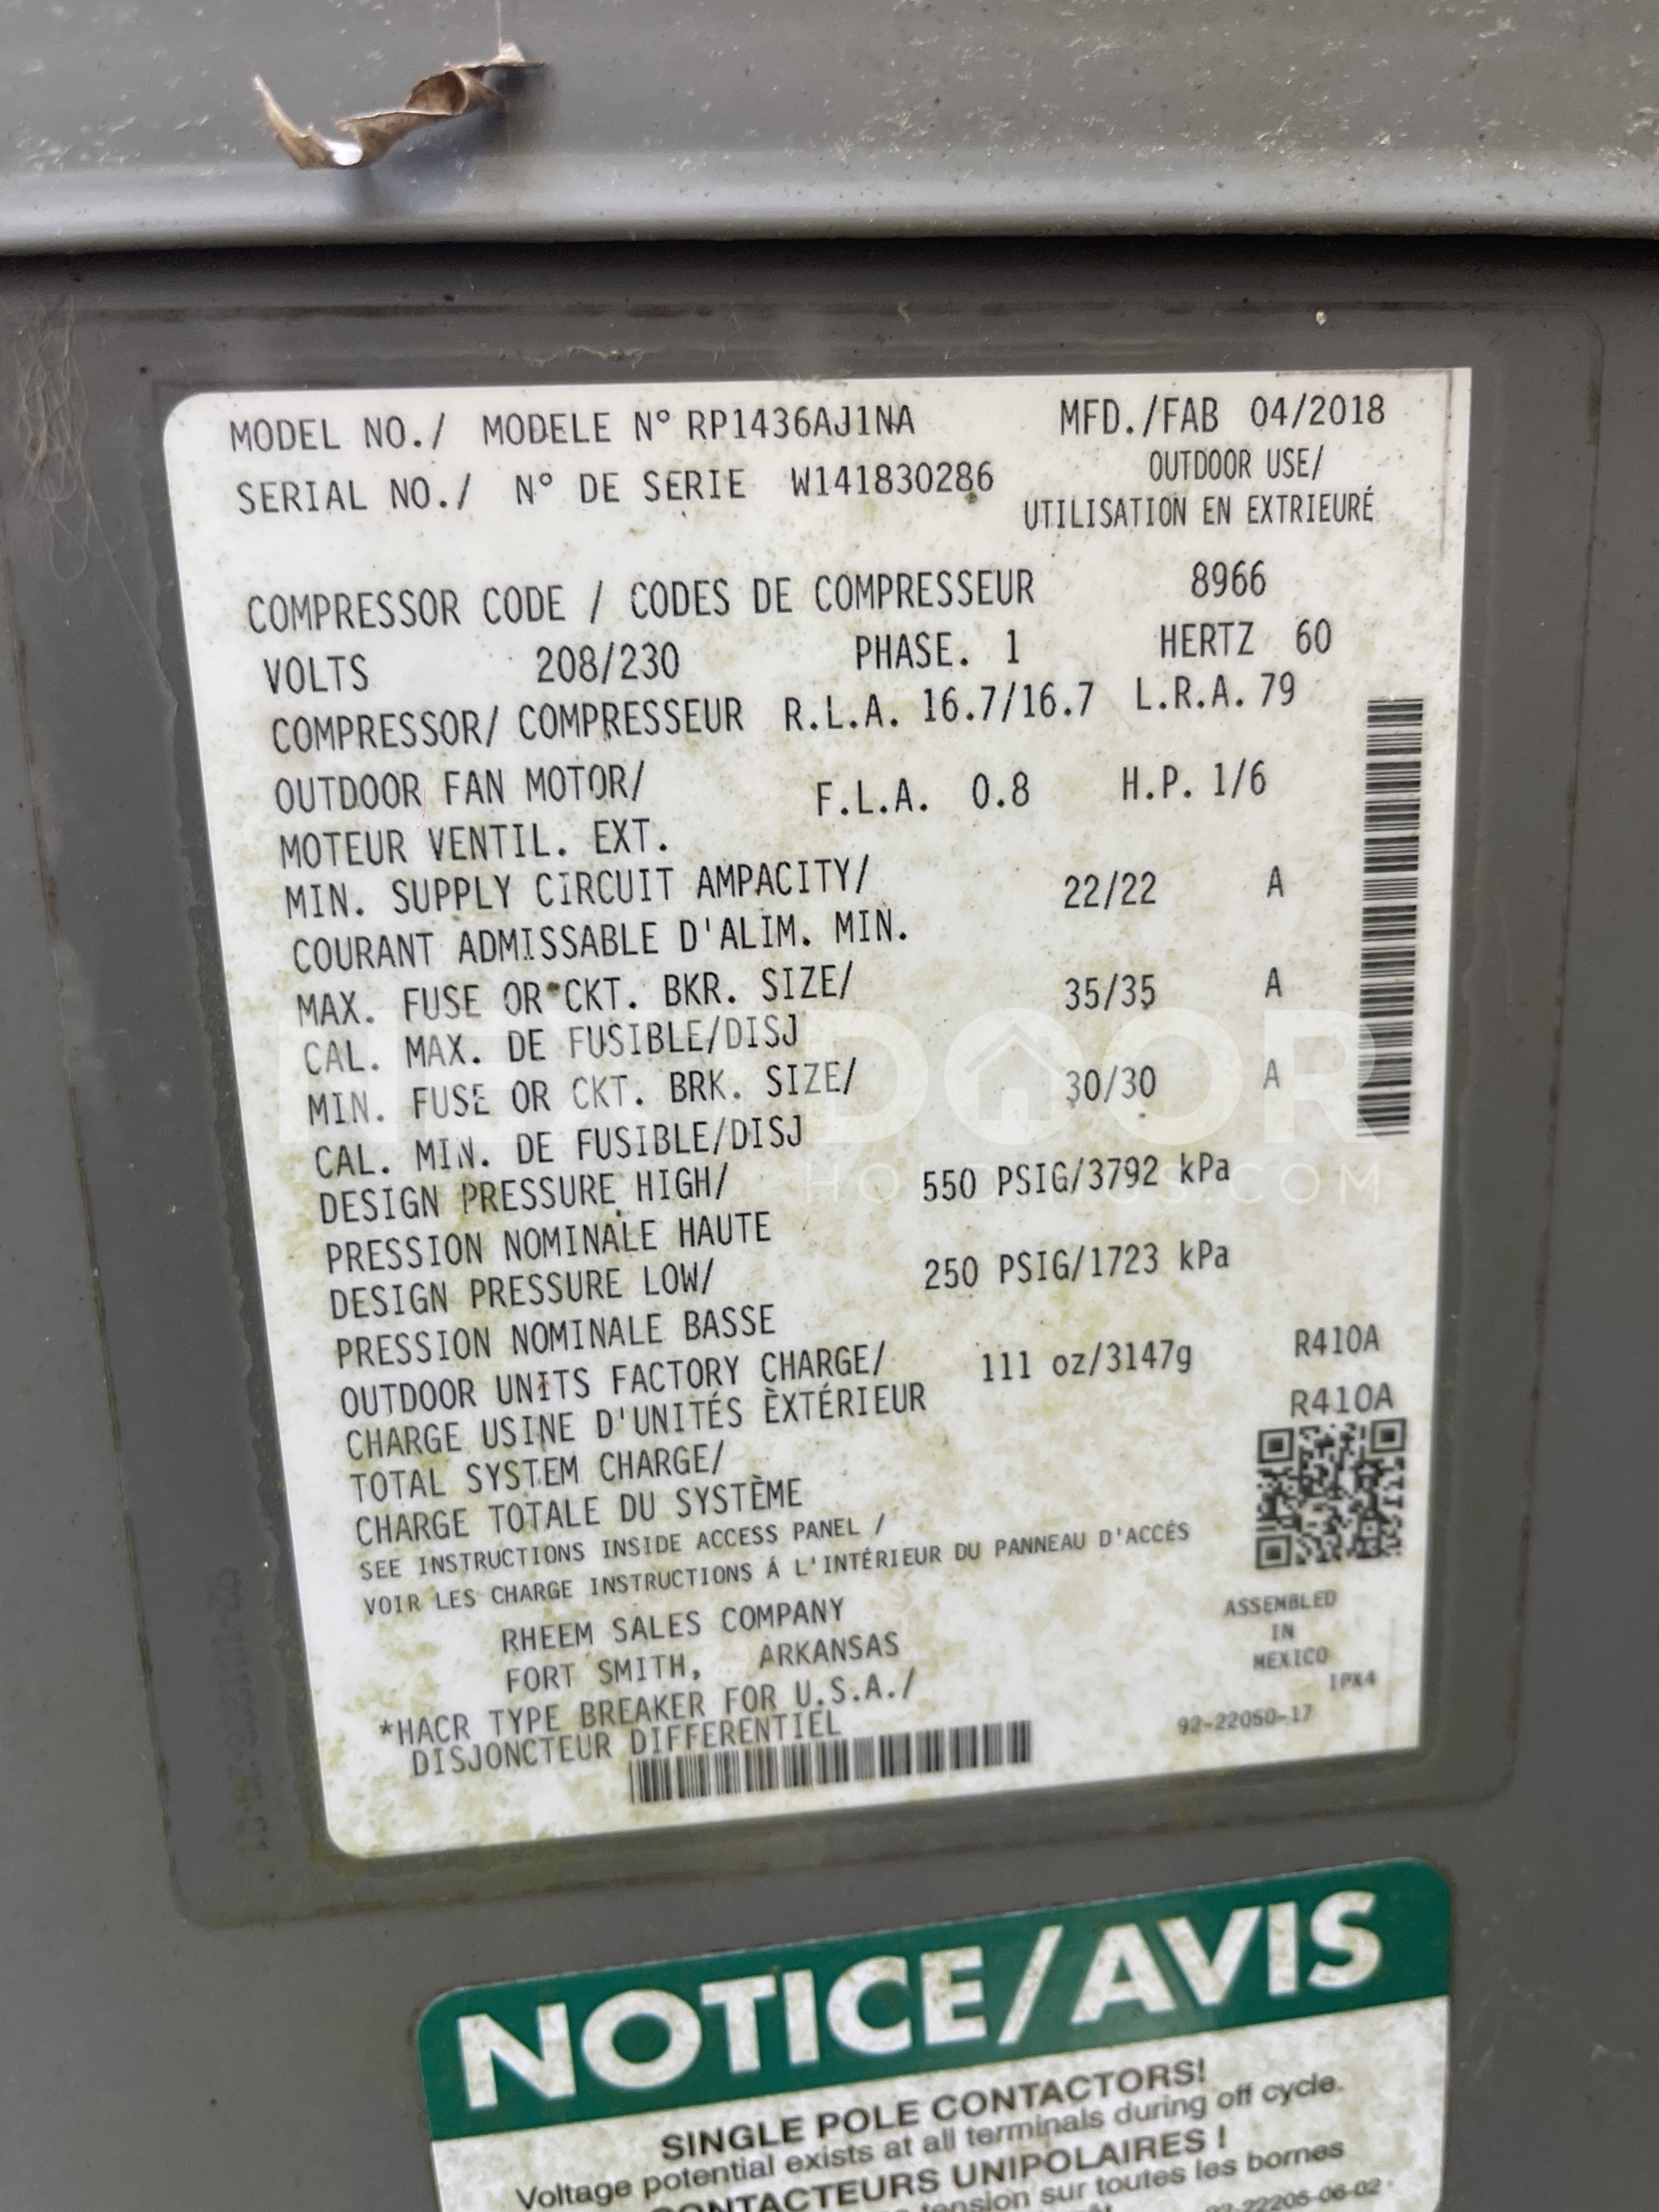 MODEL NO./ MODELE N° RP1436AJ1NA MFD./FAB 04/2018
SERIAL NO./ N° DE SERIE W141830286 OUTDOOR USE/
UTILISATION EN EXTRIEURÉ
COMPRESSOR CODE / CODES DE COMPRESSEUR 8966
VOLTS 208/230 PHASE. 1 HERTZ 60
COMPRESSOR/ COMPRESSEUR R.L.A. 16.7/16.7 L.R.A. 79
OUTDOOR FAN MOTOR/ F.L.A. 0.8 H.P. 1/6
MOTEUR VENTIL. EXT.
MIN. SUPPLY CIRCUIT AMPACITY/ 22/22 A
COURANT ADMISSABLE D'ALIM. MIN.
MAX. FUSE OR CKT. BKR. SIZE/ 35/35 A
CAL. MAX. DE FUSIBLE/DISJ
MIN. FUSE OR CKT. BRK. SIZE/ 30/30 A
CAL. MIN. DE FUSIBLE/DISJ
DESIGN PRESSURE HIGH/ 550 PSIG/3792 kPa
PRESSION NOMINALE HAUTE
DESIGN PRESSURE LOW/ 250 PSIG/1723 kPa
PRESSION NOMINALE BASSE
OUTDOOR UNITS FACTORY CHARGE/ 111 oz/3147g R410A
CHARGE USINE D'UNITÉS ÈXTÉRIEUR R410A
TOTAL SYSTEM CHARGE/
CHARGE TOTALE DU SYSTÈME
SEE INSTRUCTIONS INSIDE ACCESS PANEL /
VOIR LES CHARGE INSTRUCTIONS Á L'INTÉRIEUR DU PANNEAU D'ACCÉS
RHEEM SALES COMPANY
FORT SMITH, ARKANSAS
ASSEMBLED
IN
MEXICO
IPX4
*HACR TYPE BREAKER FOR U.S.A./
DISJONCTEUR DIFFERENTIEL
92-22050-17
NOTICE/AVIS
SINGLE POLE CONTACTORS!
Voltage potential exists at all terminals during off cycle.
CONTACTEURS UNIPOLAIRES !
tension sur toutes les bornes
92-22205-06-02